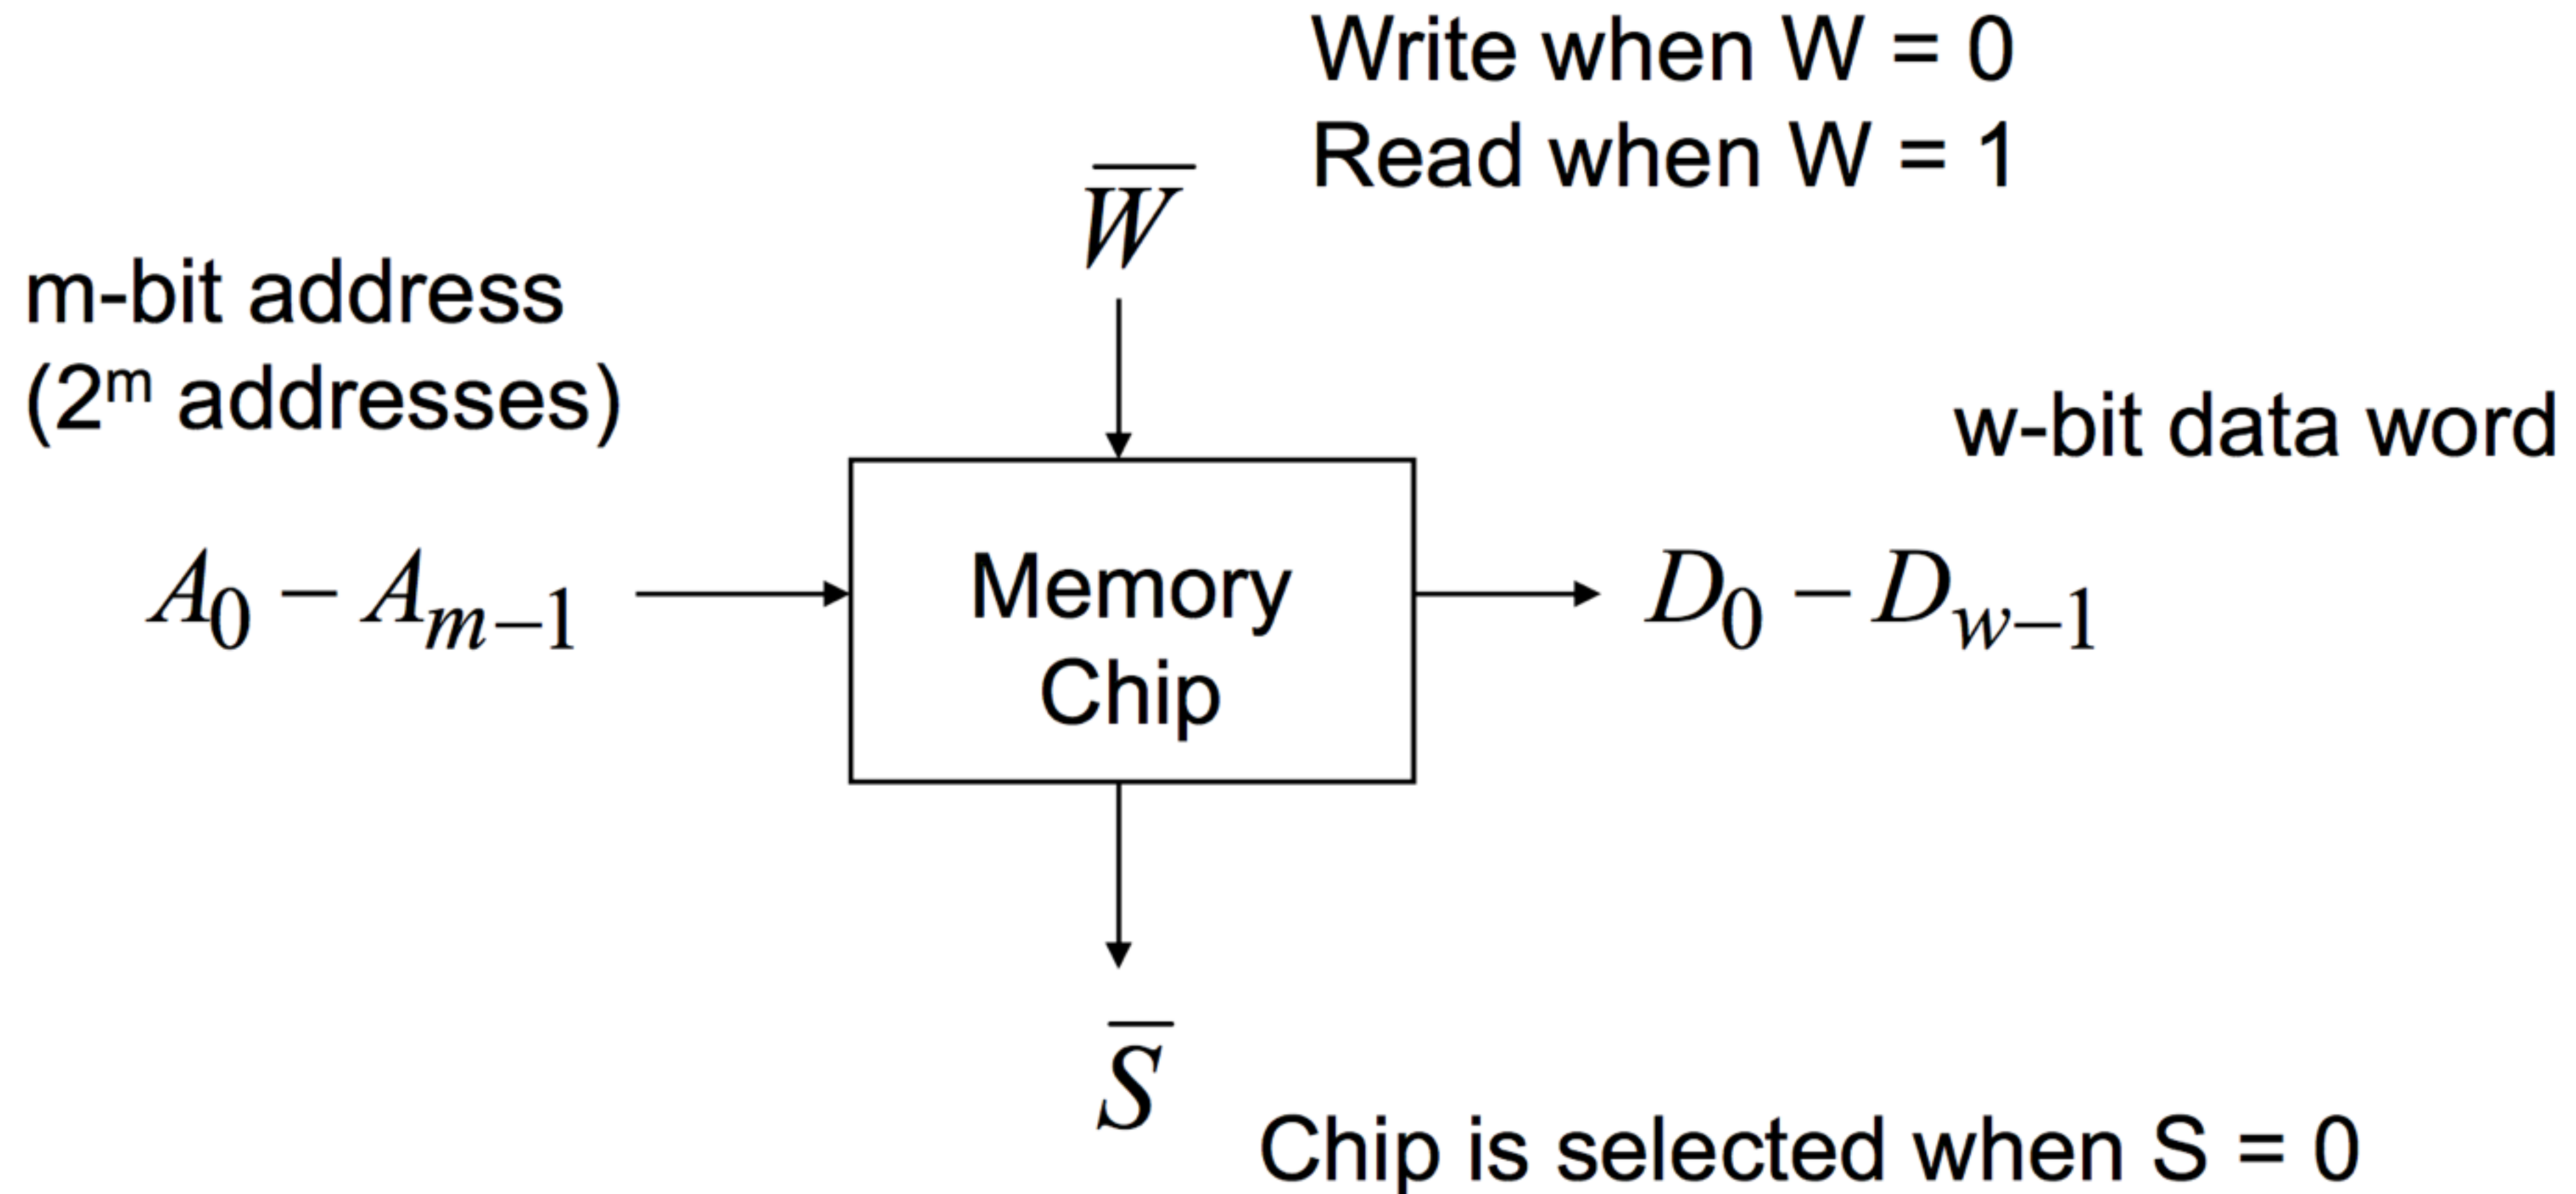 Write when W = 0
Read when W = 1
W̅
m-bit address
(2ᵐ addresses)
w-bit data word
A₀ − Aₘ₋₁
Memory
Chip
D₀ − D_{w−1}
S̅
Chip is selected when S = 0